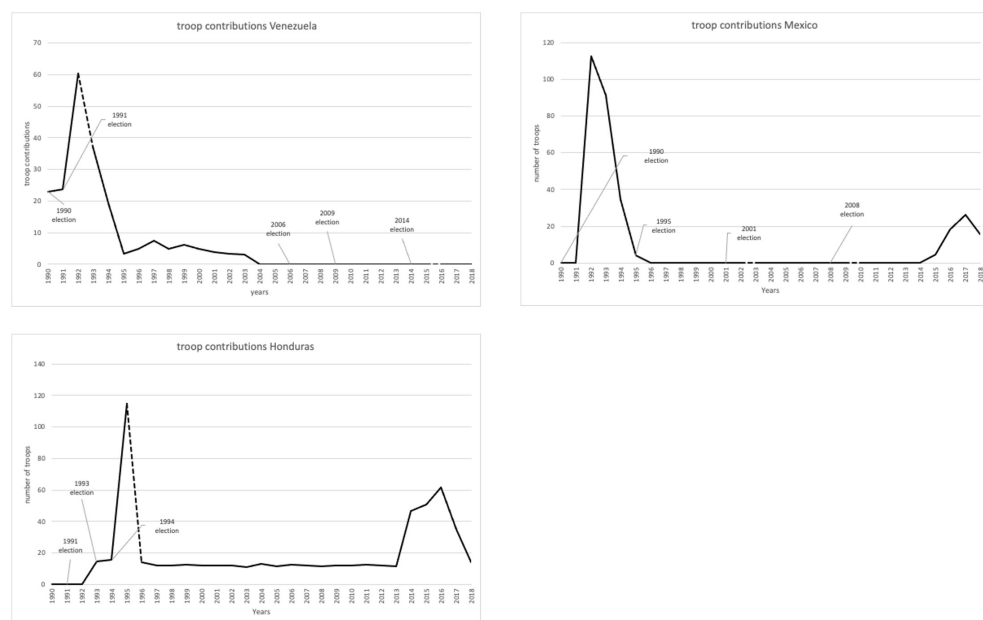 troop contributions Venezuela
70
60
50
40
30
20
10
0
troop contributions
1991
election
1990
election
2006
election
2009
election
2014
election
1990 1991 1992 1993 1994 1995 1996 1997 1998 1999 2000 2001 2002 2003 2004 2005 2006 2007 2008 2009 2010 2011 2012 2013 2014 2015 2016 2017 2018
years
troop contributions Mexico
120
100
80
60
40
20
0
number of troops
1990
election
1995
election
2001
election
2008
election
1990 1991 1992 1993 1994 1995 1996 1997 1998 1999 2000 2001 2002 2003 2004 2005 2006 2007 2008 2009 2010 2011 2012 2013 2014 2015 2016 2017 2018
Years
troop contributions Honduras
140
120
100
80
60
40
20
0
number of troops
1993
election
1991
election
1994
election
1990 1991 1992 1993 1994 1995 1996 1997 1998 1999 2000 2001 2002 2003 2004 2005 2006 2007 2008 2009 2010 2011 2012 2013 2014 2015 2016 2017 2018
Years